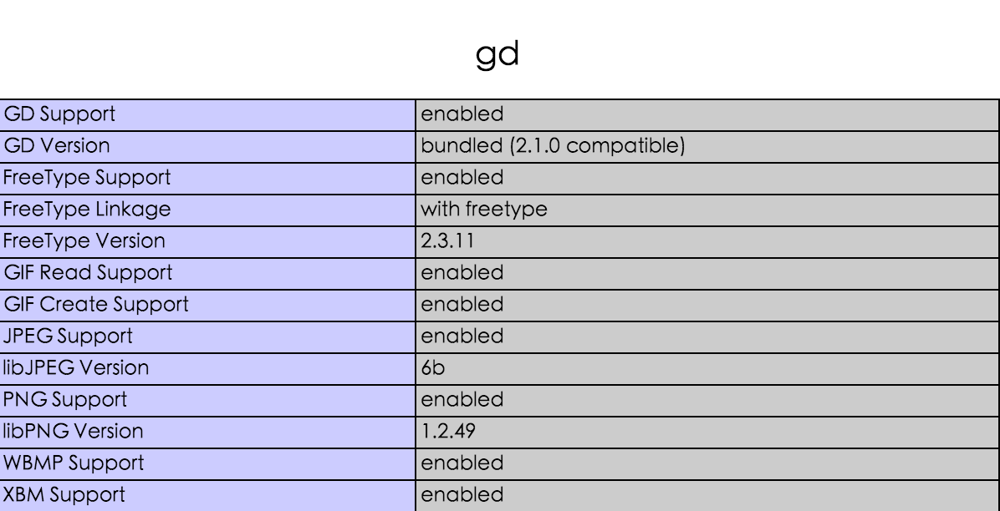 gd
GD Support enabled
GD Version bundled (2.1.0 compatible)
FreeType Support enabled
FreeType Linkage with freetype
FreeType Version 2.3.11
GIF Read Support enabled
GIF Create Support enabled
JPEG Support enabled
libJPEG Version 6b
PNG Support enabled
libPNG Version 1.2.49
WBMP Support enabled
XBM Support enabled